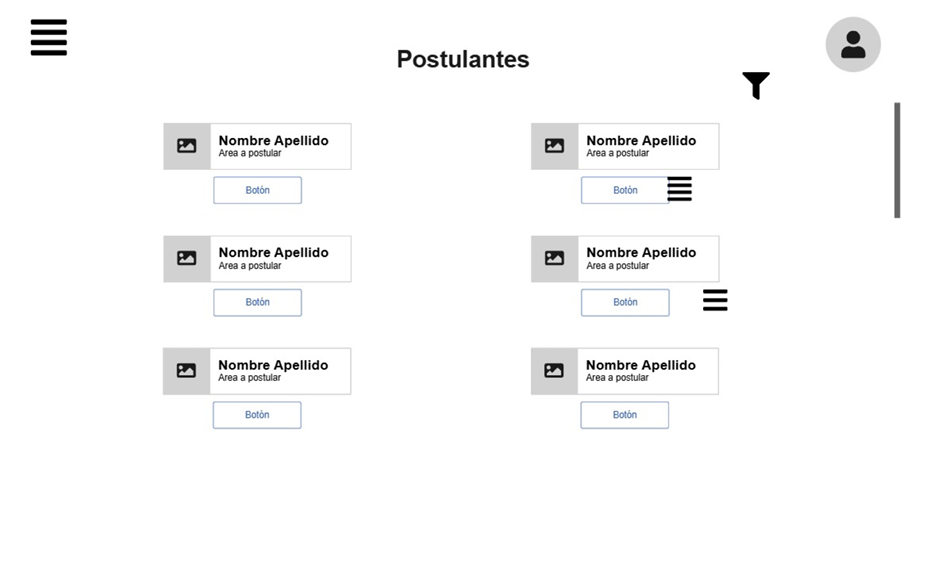 Postulantes
Nombre Apellido
Area a postular
Botón
Nombre Apellido
Area a postular
Botón
Nombre Apellido
Area a postular
Botón
Nombre Apellido
Area a postular
Botón
Nombre Apellido
Area a postular
Botón
Nombre Apellido
Area a postular
Botón